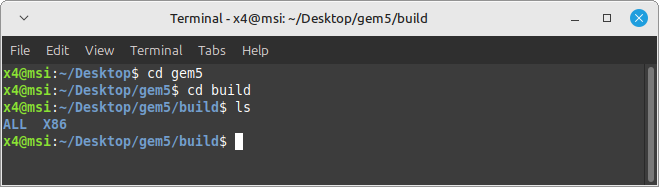 Terminal - x4@msi: ~/Desktop/gem5/build
File Edit View Terminal Tabs Help
x4@msi:~/Desktop$ cd gem5
x4@msi:~/Desktop/gem5$ cd build
x4@msi:~/Desktop/gem5/build$ ls
ALL  X86
x4@msi:~/Desktop/gem5/build$